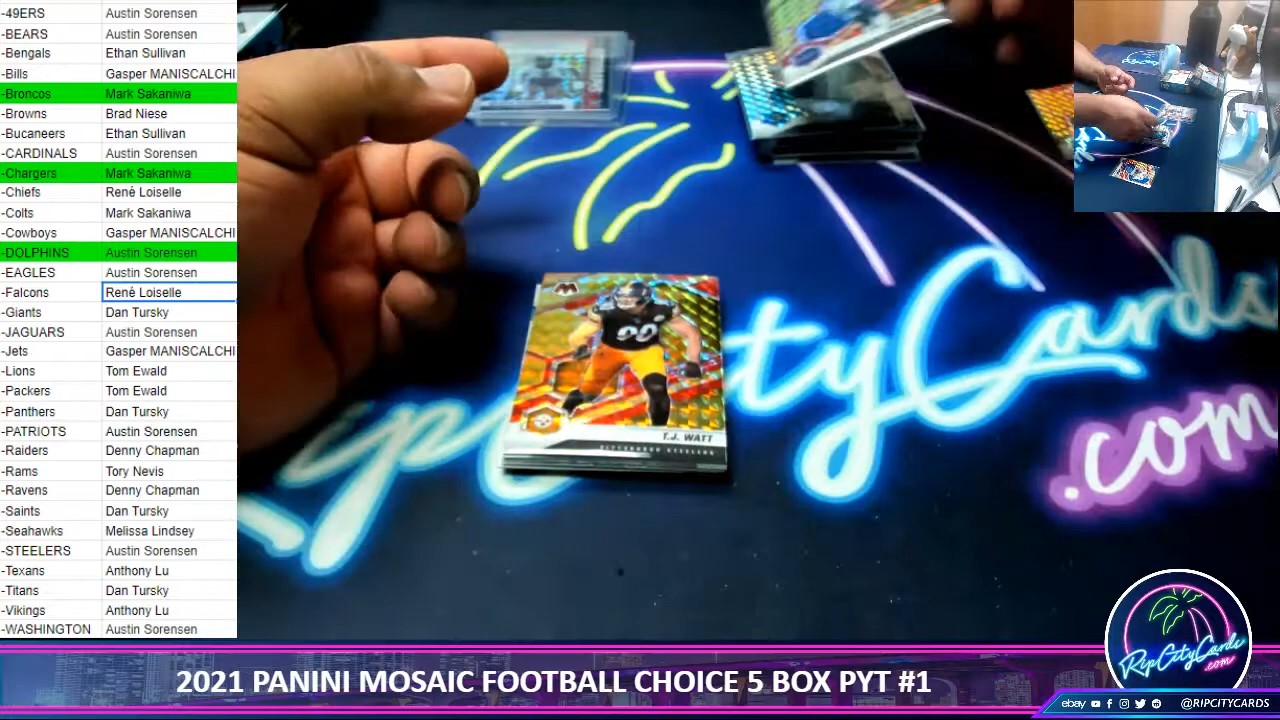 -49ERS Austin Sorensen
-BEARS Austin Sorensen
-Bengals Ethan Sullivan
-Bills Gasper MANISCALCHI
-Broncos Mark Sakaniwa
-Browns Brad Niese
-Bucaneers Ethan Sullivan
-CARDINALS Austin Sorensen
-Chargers Mark Sakaniwa
-Chiefs René Loiselle
-Colts Mark Sakaniwa
-Cowboys Gasper MANISCALCHI
-DOLPHINS Austin Sorensen
-EAGLES Austin Sorensen
-Falcons René Loiselle
-Giants Dan Tursky
-JAGUARS Austin Sorensen
-Jets Gasper MANISCALCHI
-Lions Tom Ewald
-Packers Tom Ewald
-Panthers Dan Tursky
-PATRIOTS Austin Sorensen
-Raiders Denny Chapman
-Rams Tory Nevis
-Ravens Denny Chapman
-Saints Dan Tursky
-Seahawks Melissa Lindsey
-STEELERS Austin Sorensen
-Texans Anthony Lu
-Titans Dan Tursky
-Vikings Anthony Lu
-WASHINGTON Austin Sorensen
90
T.J. WATT
PITTSBURGH STEELERS
ityCards
.com
RipCityCards
.com
2021 PANINI MOSAIC FOOTBALL CHOICE 5 BOX PYT #1
ebay @RIPCITYCARDS